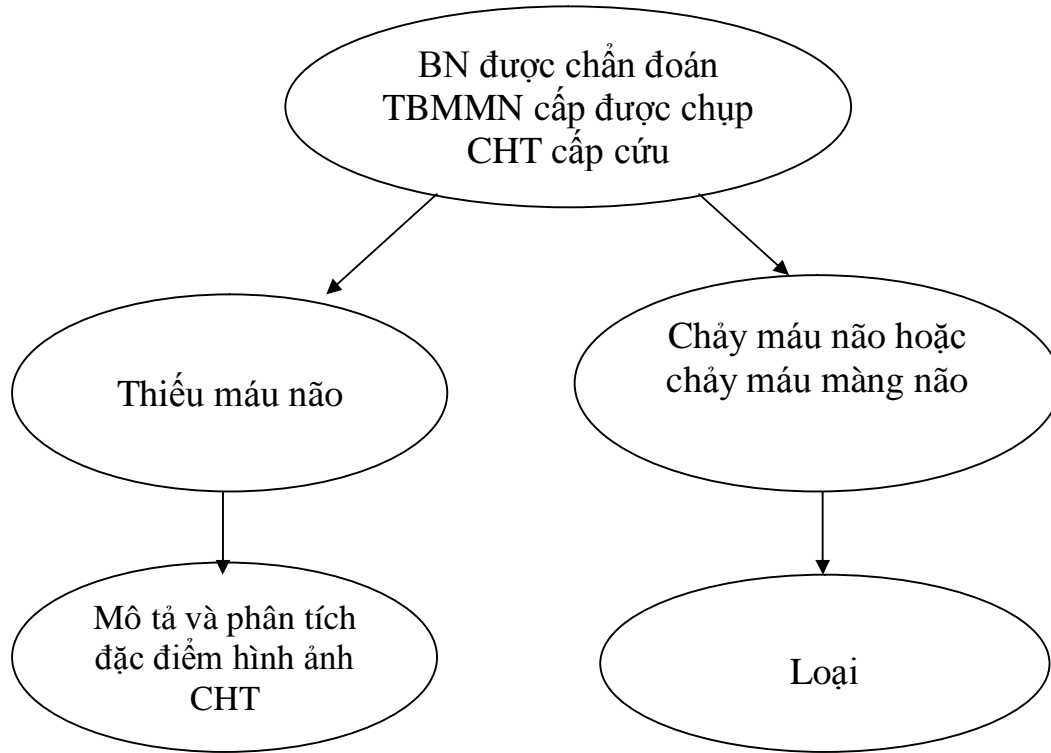 BN được chẩn đoán
TBMMN cấp được chụp
CHT cấp cứu
Thiếu máu não
Chảy máu não hoặc
chảy máu màng não
Mô tả và phân tích
đặc điểm hình ảnh
CHT
Loại